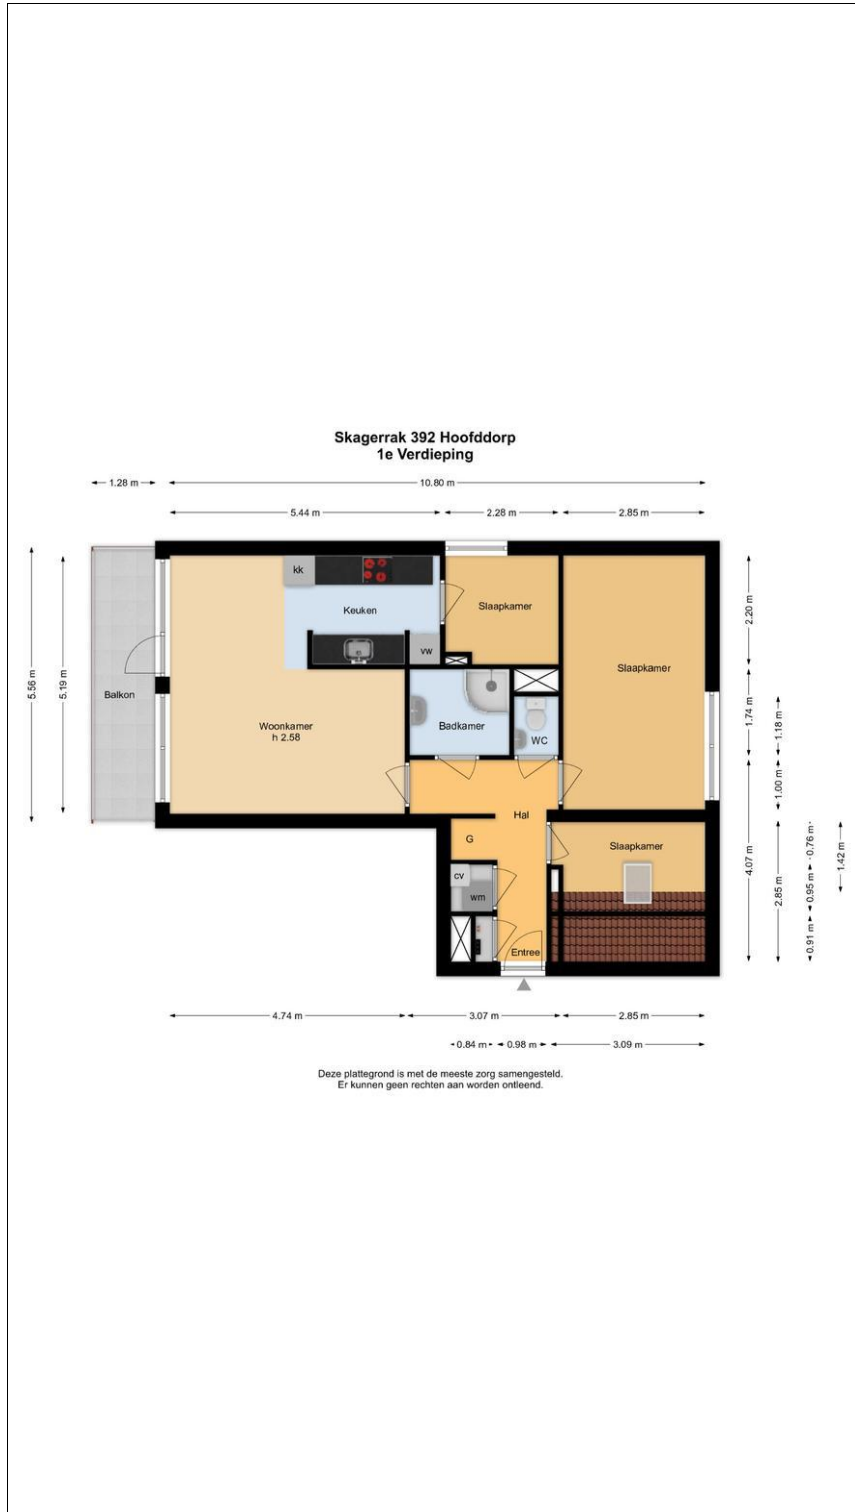 Skagerrak 392 Hoofddorp
1e Verdieping
1.28 m
10.80 m
5.44 m
2.28 m
2.85 m
kk
Keuken
vw
Slaapkamer
Slaapkamer
Balkon
Woonkamer
h 2.58
Badkamer
WC
Hal
G
cv
wm
Slaapkamer
Entree
5.56 m
5.19 m
2.20 m
1.74 m
1.18 m
1.00 m
4.07 m
2.85 m
0.76 m
0.95 m
0.91 m
1.42 m
4.74 m
3.07 m
2.85 m
0.84 m
0.98 m
3.09 m
Deze plattegrond is met de meeste zorg samengesteld.
Er kunnen geen rechten aan worden ontleend.